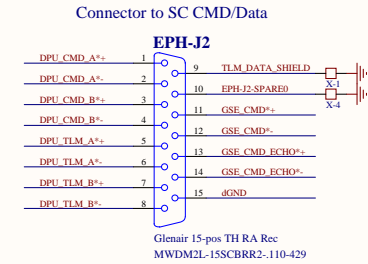 Connector to SC CMD/Data
EPH-J2
DPU_CMD_A*+ 1
DPU_CMD_A*- 2
DPU_CMD_B*+ 3
DPU_CMD_B*- 4
DPU_TLM_A*+ 5
DPU_TLM_A*- 6
DPU_TLM_B*+ 7
DPU_TLM_B*- 8
9 TLM_DATA_SHIELD X-1
10 EPH-J2-SPARE0 X-4
11 GSE_CMD*+
12 GSE_CMD*-
13 GSE_CMD_ECHO*+
14 GSE_CMD_ECHO*-
15 dGND
Glenair 15-pos TH RA Rec
MWDM2L-15SCBRR2-.110-429